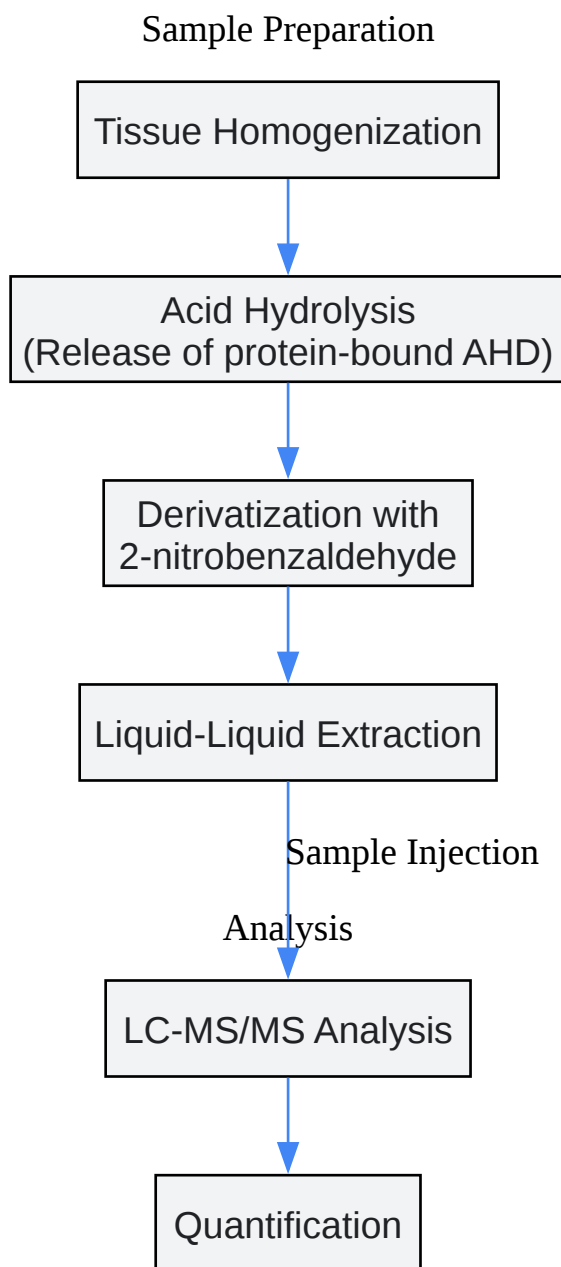 Sample Preparation
Tissue Homogenization
Acid Hydrolysis
(Release of protein-bound AHD)
Derivatization with
2-nitrobenzaldehyde
Liquid-Liquid Extraction
Sample Injection
Analysis
LC-MS/MS Analysis
Quantification